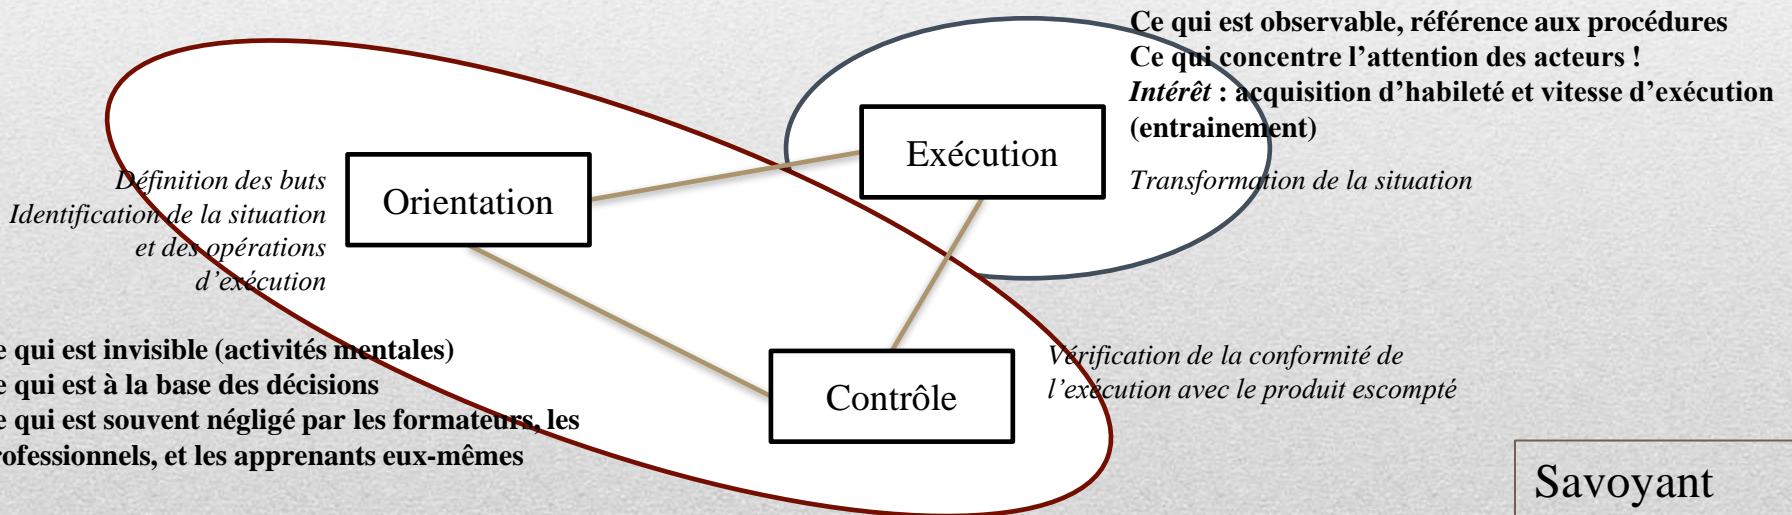 Ce qui est observable, référence aux procédures
Ce qui concentre l’attention des acteurs !
Intérêt : acquisition d’habileté et vitesse d’exécution
(entrainement)
Transformation de la situation
Exécution
Orientation
Définition des buts
Identification de la situation
et des opérations
d’exécution
e qui est invisible (activités mentales)
e qui est à la base des décisions
e qui est souvent négligé par les formateurs, les
rofessionnels, et les apprenants eux-mêmes
Contrôle
Vérification de la conformité de
l’exécution avec le produit escompté
Savoyant